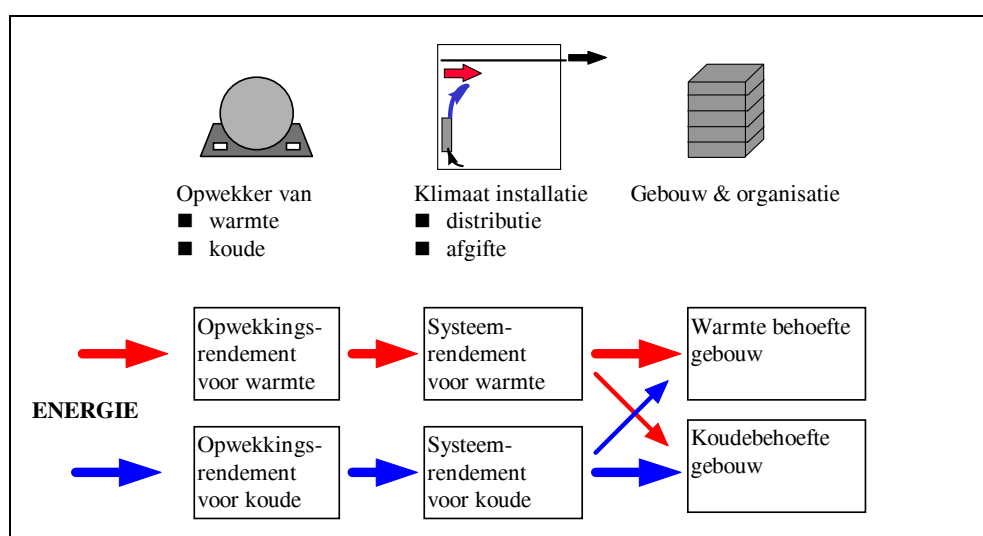 Opwekker van
■ warmte
■ koude
Klimaat installatie
■ distributie
■ afgifte
Gebouw & organisatie
ENERGIE
Opwekkings-
rendement
voor warmte
Systeem-
rendement
voor warmte
Warmte behoefte
gebouw
Opwekkings-
rendement
voor koude
Systeem-
rendement
voor koude
Koudebehoefte
gebouw